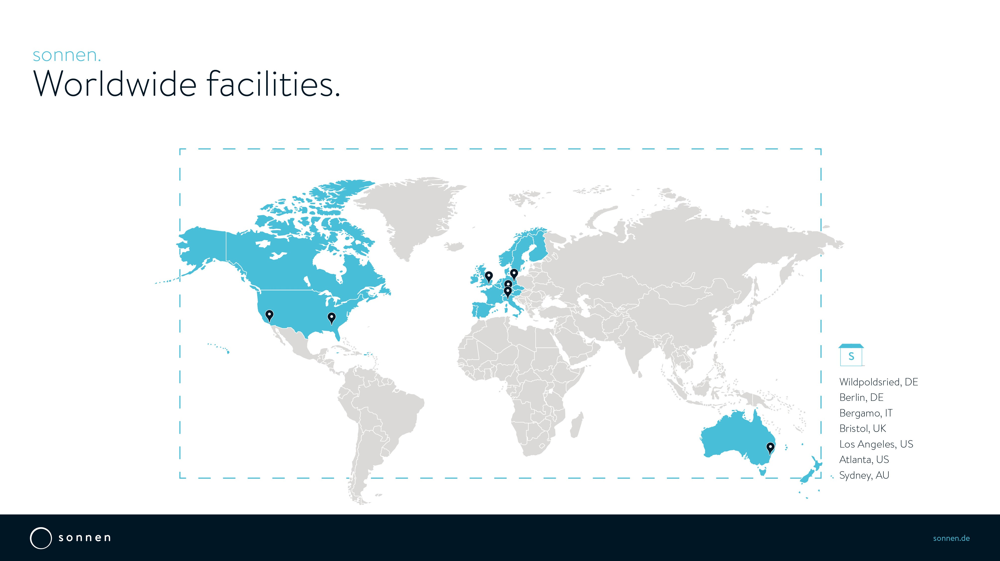 sonnen.
Worldwide facilities.
S
Wildpoldsried, DE
Berlin, DE
Bergamo, IT
Bristol, UK
Los Angeles, US
Atlanta, US
Sydney, AU
sonnen
sonnen.de